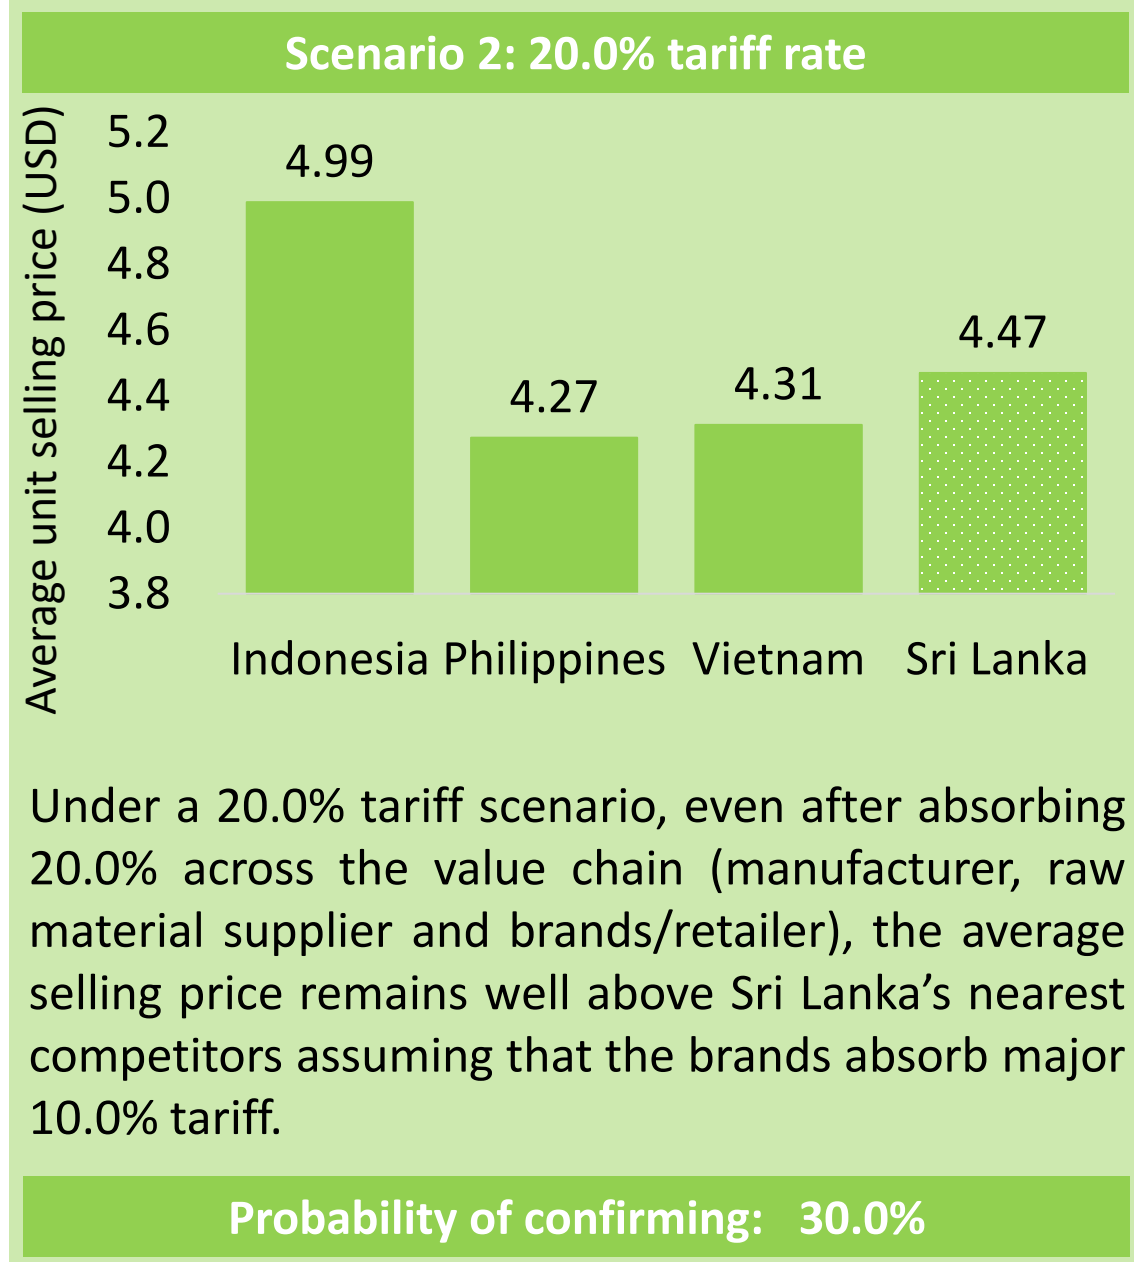 Scenario 2: 20.0% tariff rate
Average unit selling price (USD)
5.2
5.0
4.8
4.6
4.4
4.2
4.0
3.8
4.99
4.27
4.31
4.47
Indonesia Philippines Vietnam Sri Lanka
Under a 20.0% tariff scenario, even after absorbing
20.0% across the value chain (manufacturer, raw
material supplier and brands/retailer), the average
selling price remains well above Sri Lanka’s nearest
competitors assuming that the brands absorb major
10.0% tariff.
Probability of confirming: 30.0%